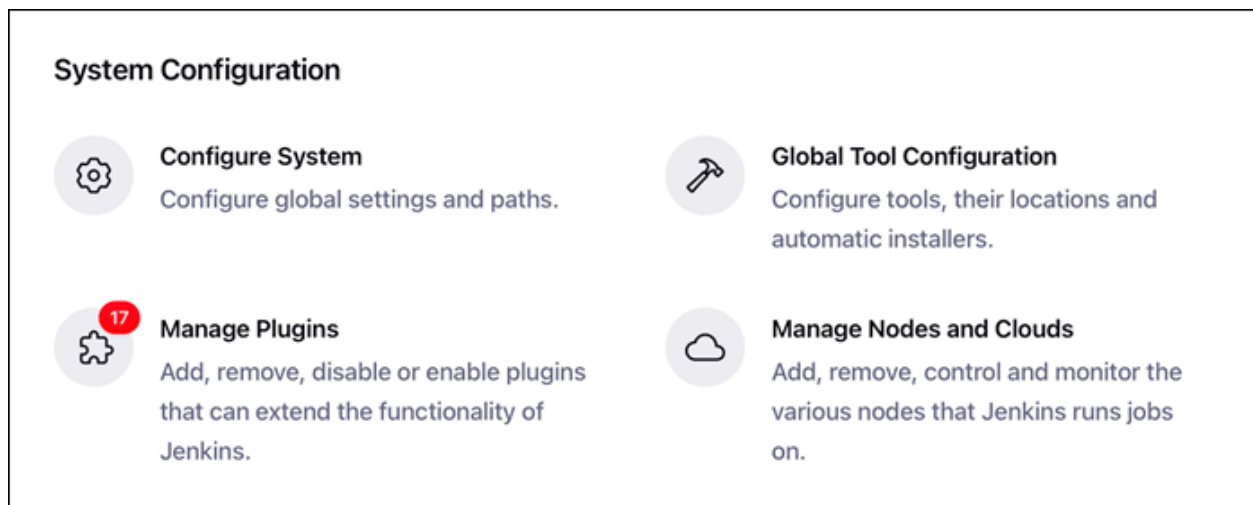 System Configuration
Configure System
Configure global settings and paths.
Global Tool Configuration
Configure tools, their locations and
automatic installers.
17
Manage Plugins
Add, remove, disable or enable plugins
that can extend the functionality of
Jenkins.
Manage Nodes and Clouds
Add, remove, control and monitor the
various nodes that Jenkins runs jobs
on.